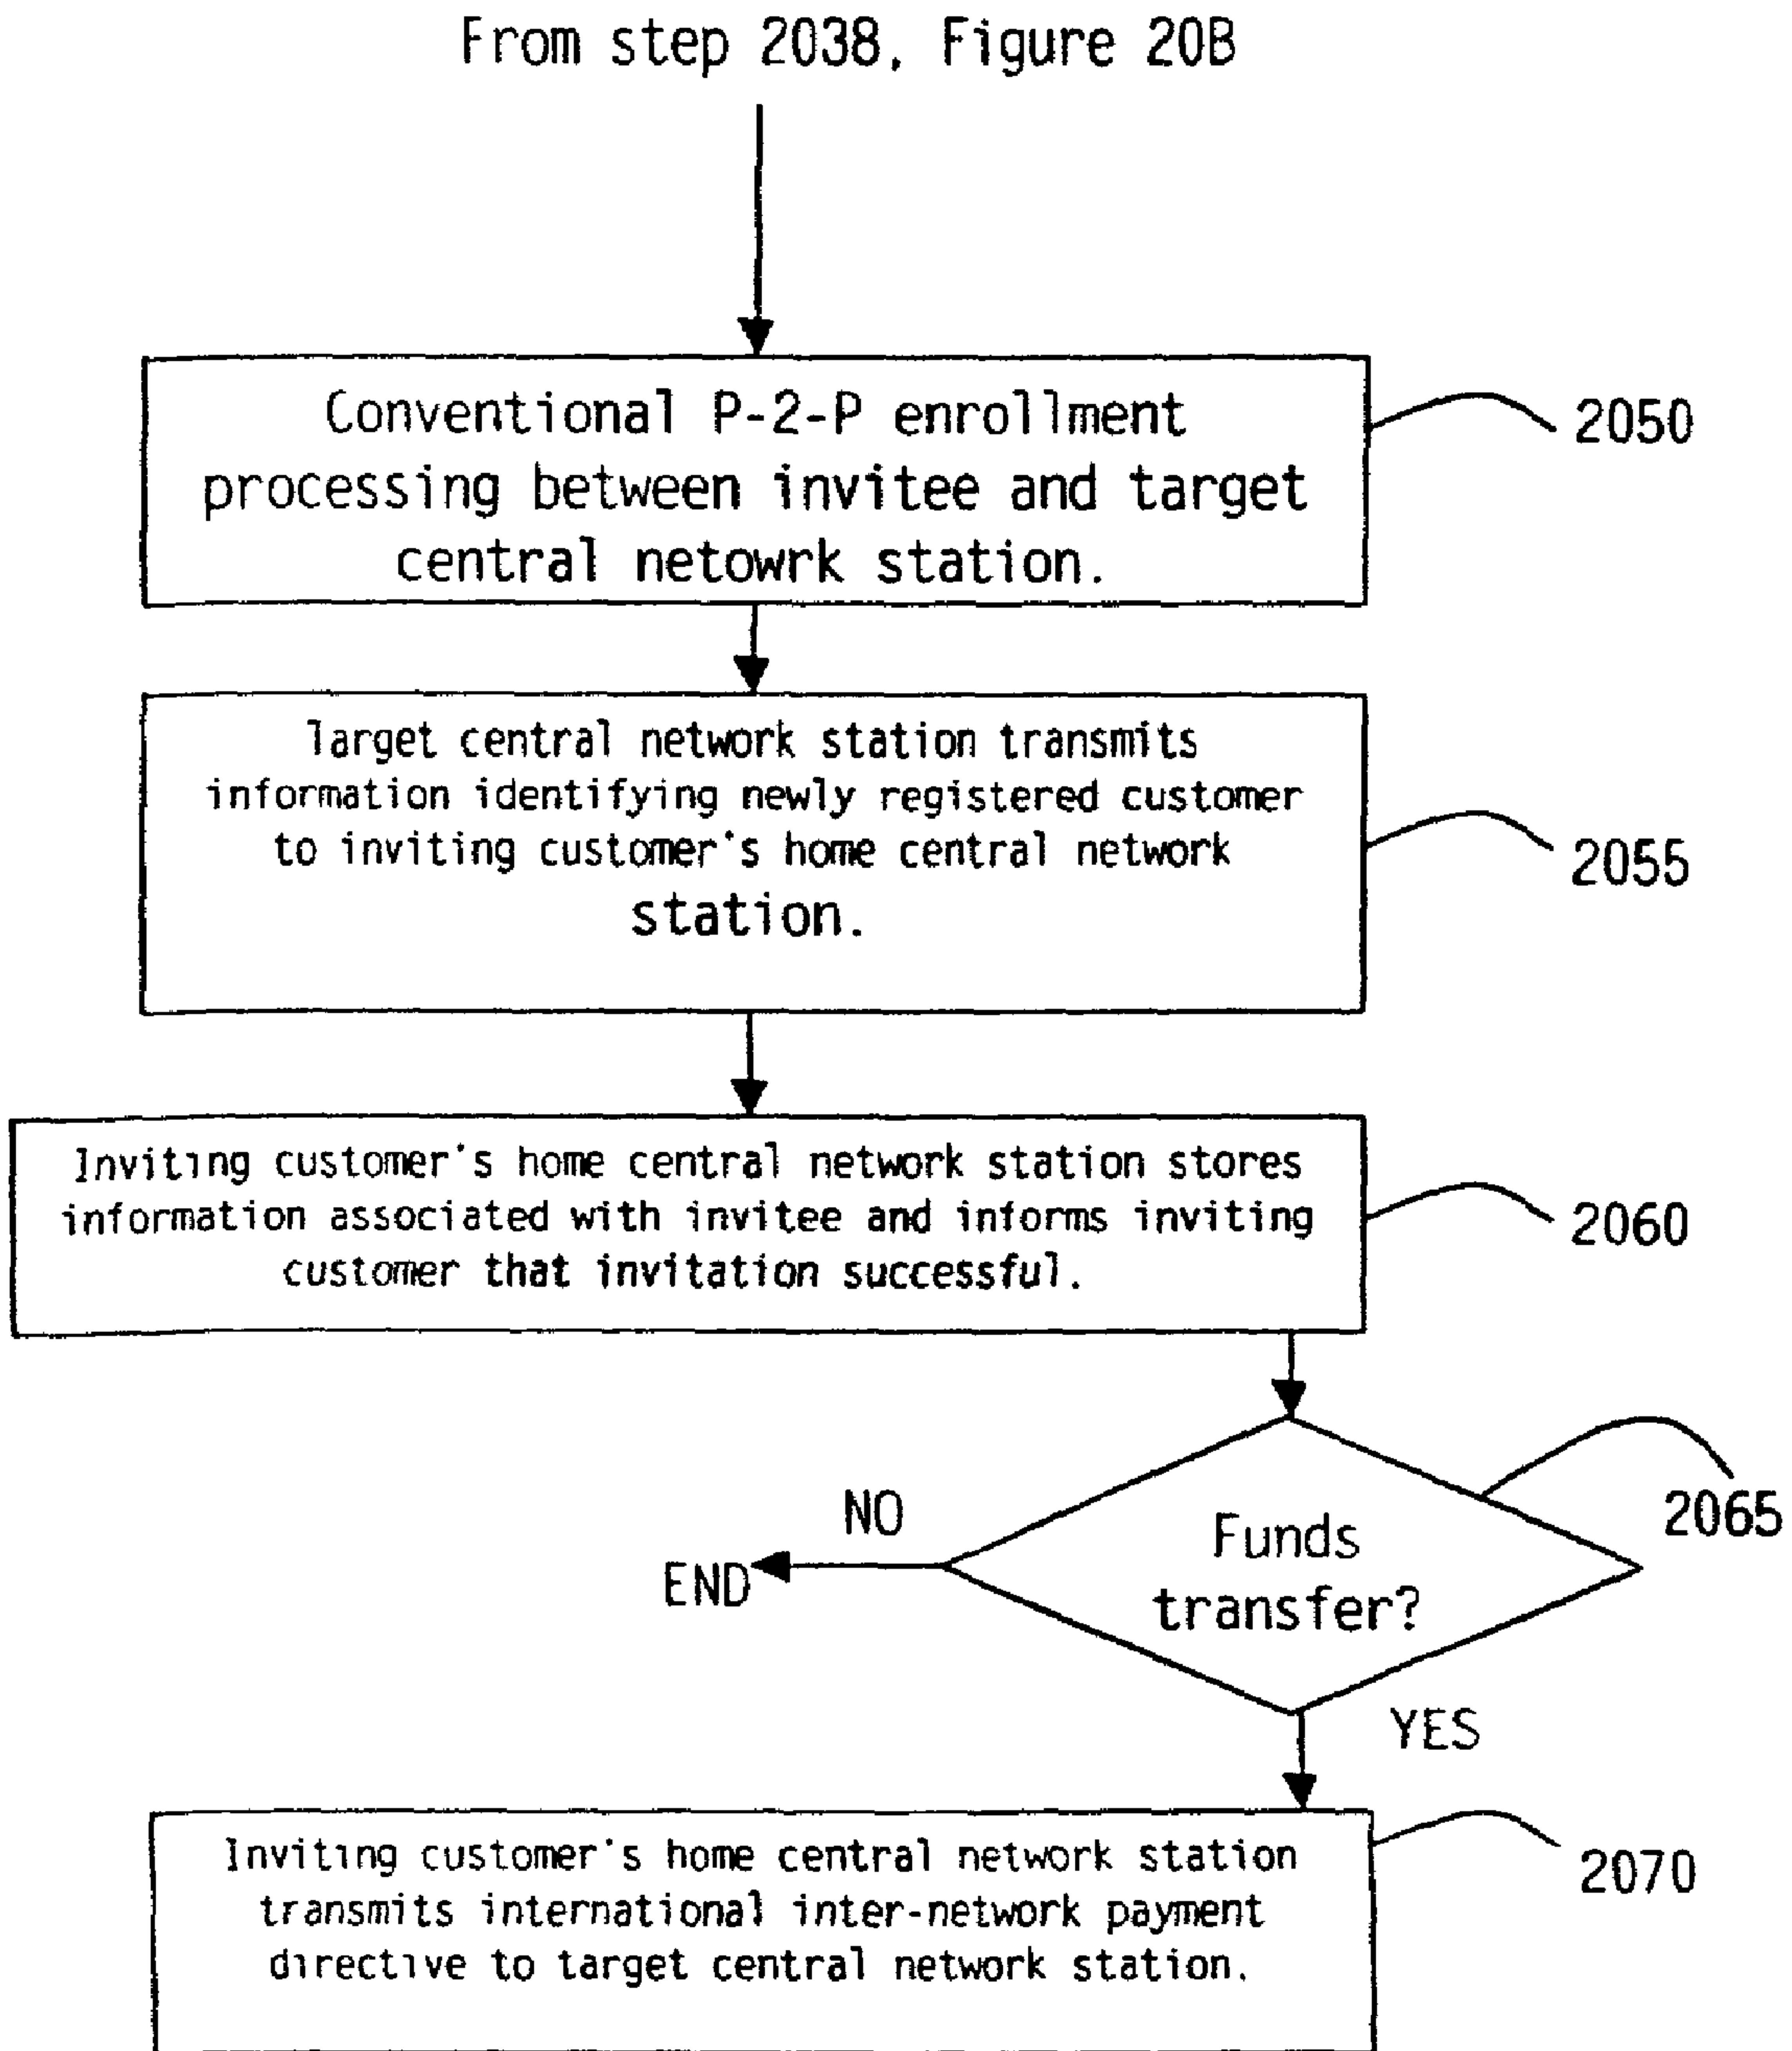 From step 2038, Figure 20B
Conventional P-2-P enrollment
processing between invitee and target
central netowrk station.
2050
Target central network station transmits
information identifying newly registered customer
to inviting customer's home central network
station.
2055
Inviting customer's home central network station stores
information associated with invitee and informs inviting
customer that invitation successful.
2060
Funds
transfer?
2065
NO
END
YES
Inviting customer's home central network station
transmits international inter-network payment
directive to target central network station.
2070